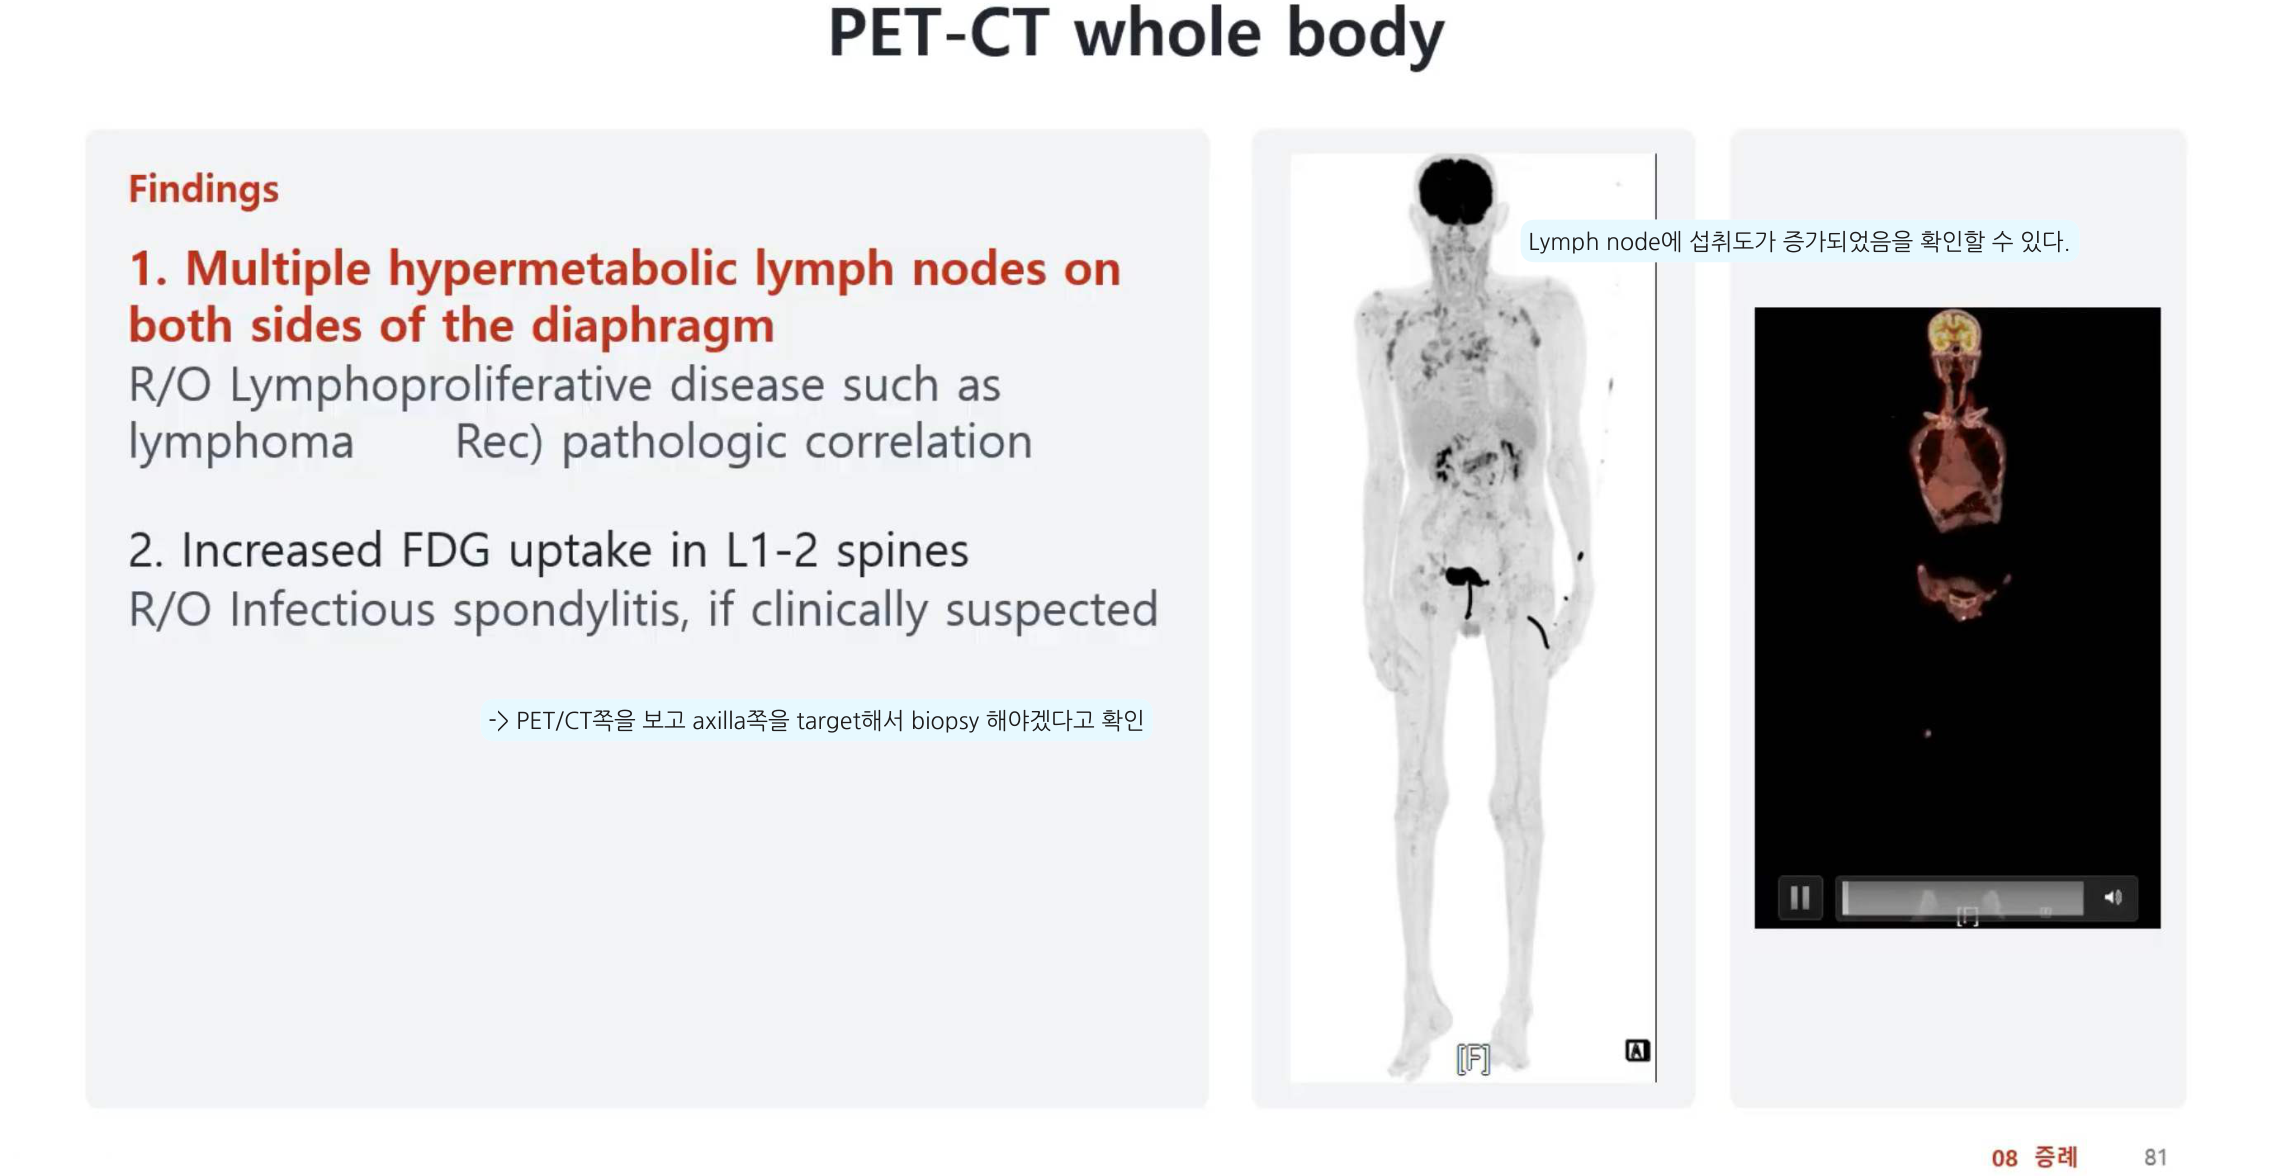 PET-CT whole body
Findings
1. Multiple hypermetabolic lymph nodes on
both sides of the diaphragm
R/O Lymphoproliferative disease such as
lymphoma Rec) pathologic correlation
2. Increased FDG uptake in L1-2 spines
R/O Infectious spondylitis, if clinically suspected
-> PET/CT쪽을 보고 axilla쪽을 target해서 biopsy 해야겠다고 확인
Lymph node에 섭취도가 증가되었음을 확인할 수 있다.
[F]
A
[F]
08 증례 81